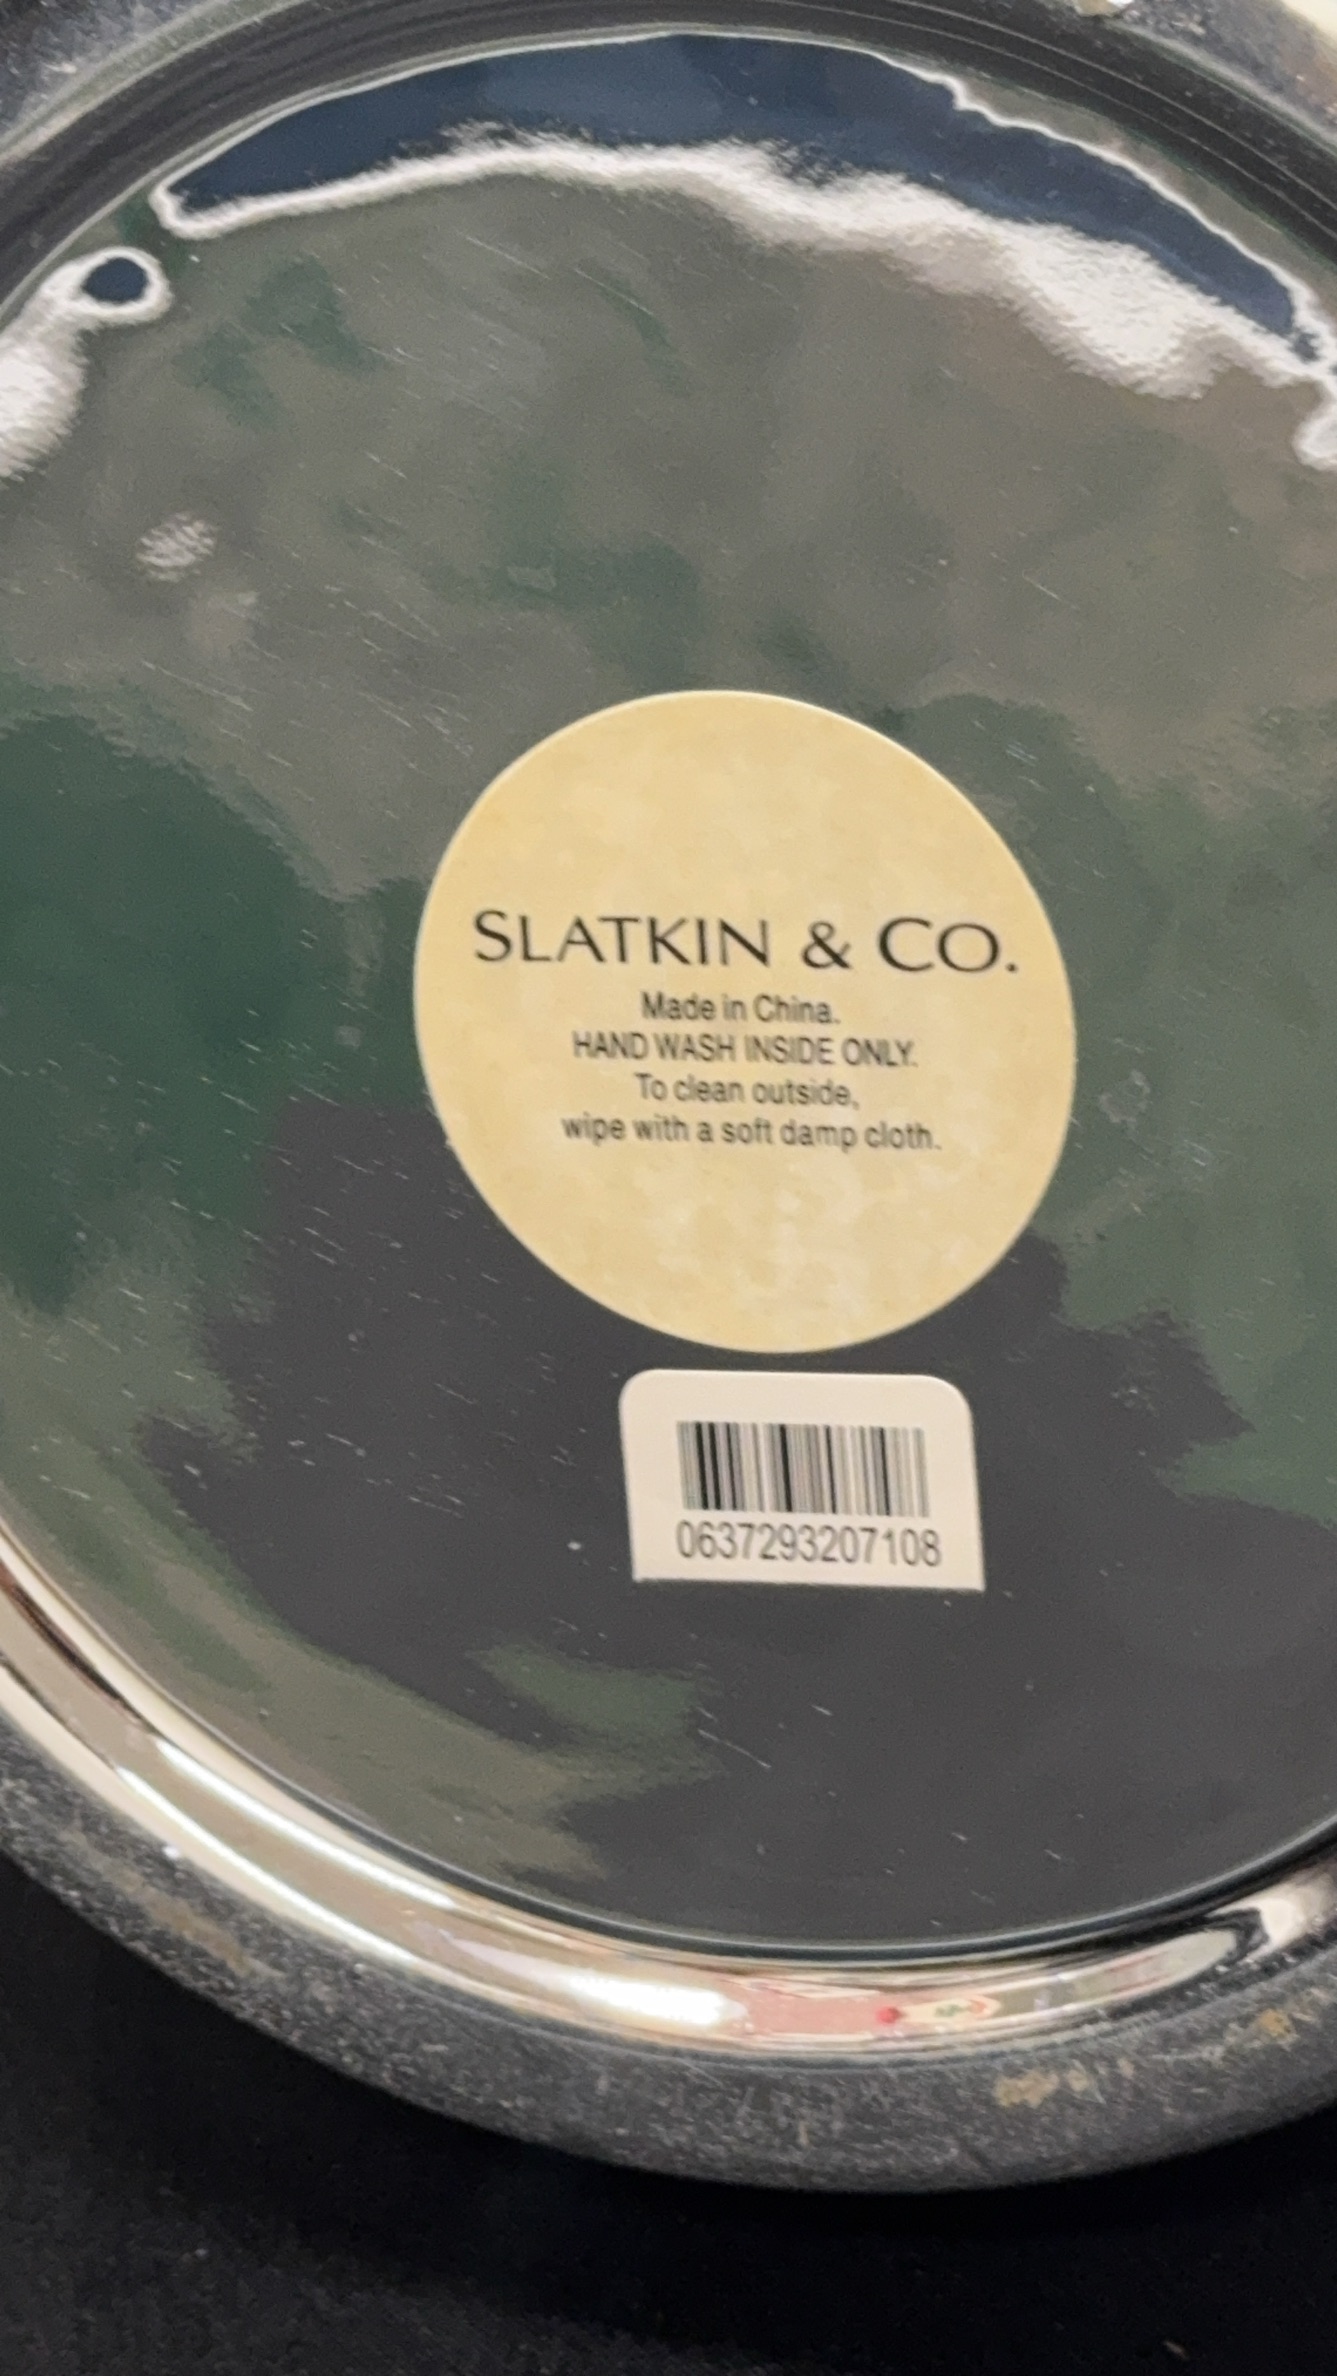 SLATKIN & CO.
Made in China.
HAND WASH INSIDE ONLY.
To clean outside,
wipe with a soft damp cloth.
0637293207108